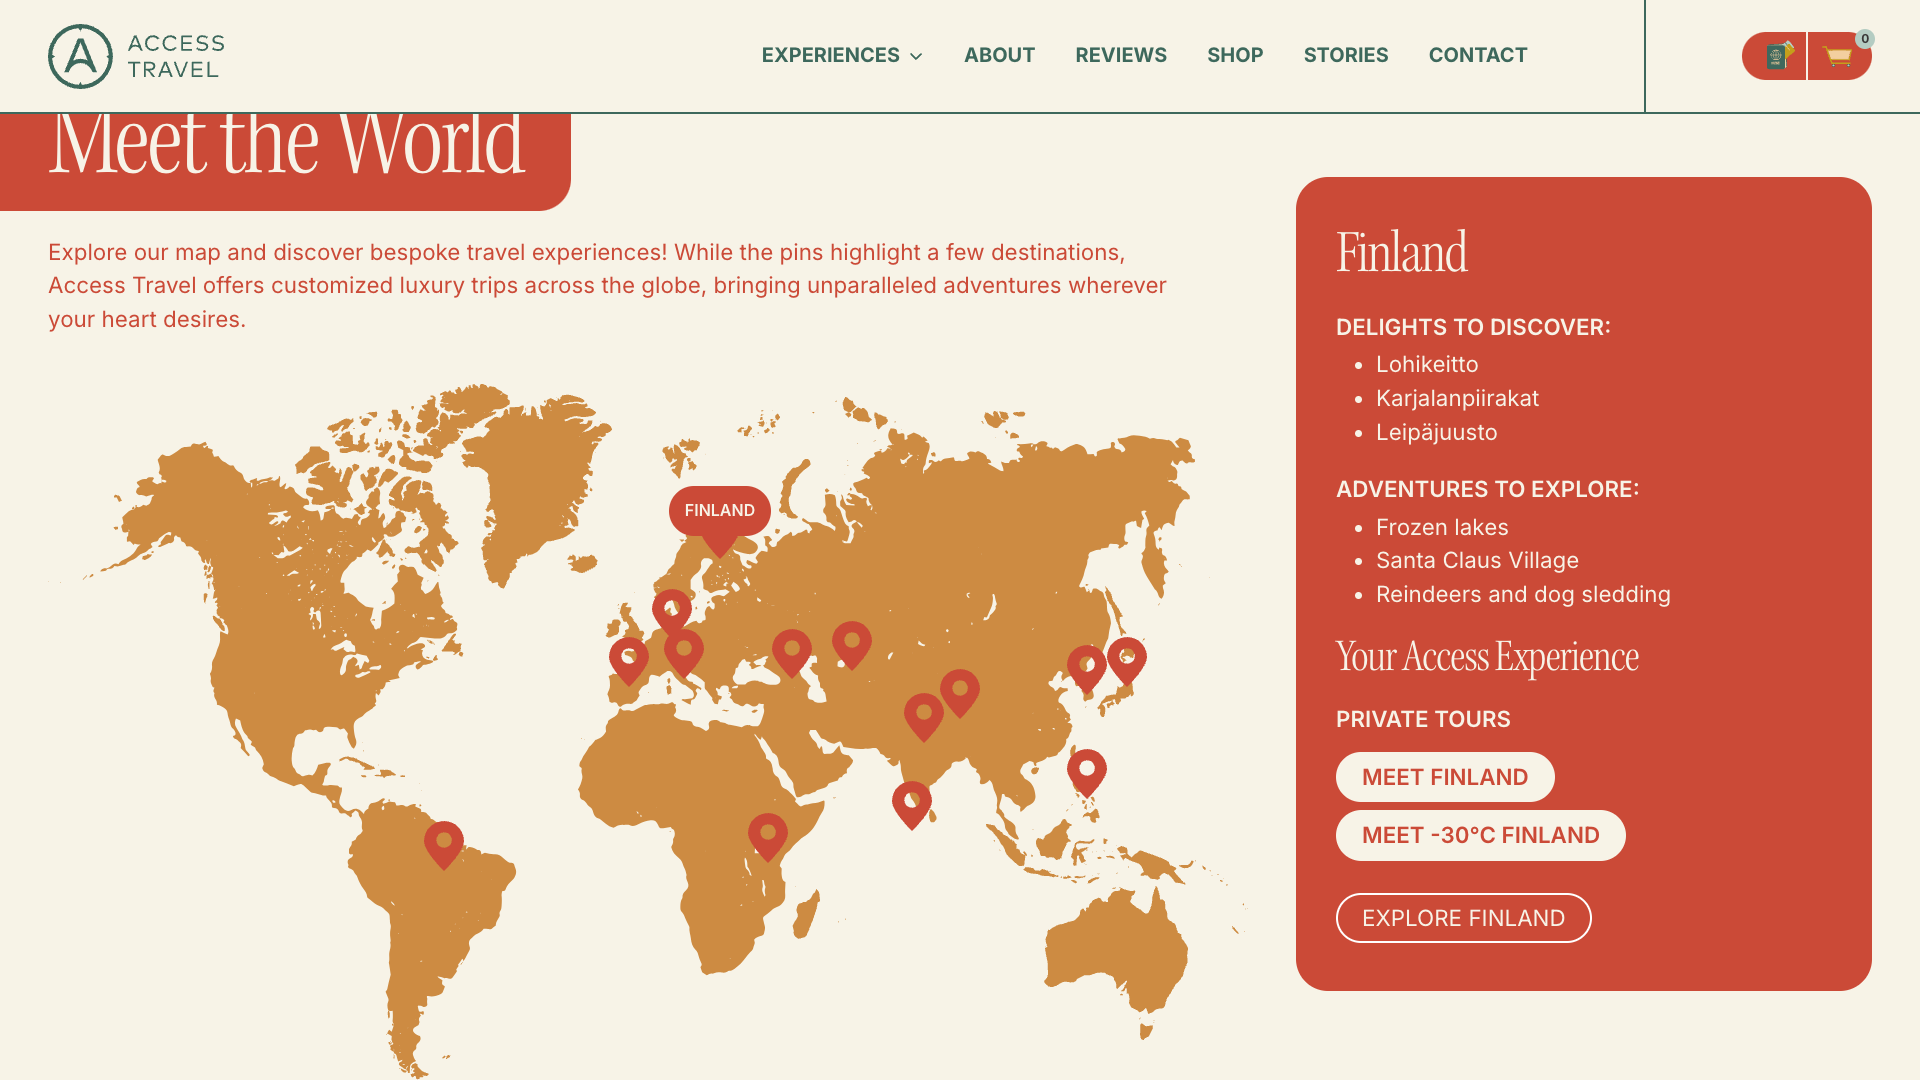 ACCESS
TRAVEL
EXPERIENCES
ABOUT
REVIEWS
SHOP
STORIES
CONTACT
0
Meet the World
Explore our map and discover bespoke travel experiences! While the pins highlight a few destinations,
Access Travel offers customized luxury trips across the globe, bringing unparalleled adventures wherever
your heart desires.
FINLAND
Finland
DELIGHTS TO DISCOVER:
Lohikeitto
Karjalanpiirakat
Leipäjuusto
ADVENTURES TO EXPLORE:
Frozen lakes
Santa Claus Village
Reindeers and dog sledding
Your Access Experience
PRIVATE TOURS
MEET FINLAND
MEET -30°C FINLAND
EXPLORE FINLAND